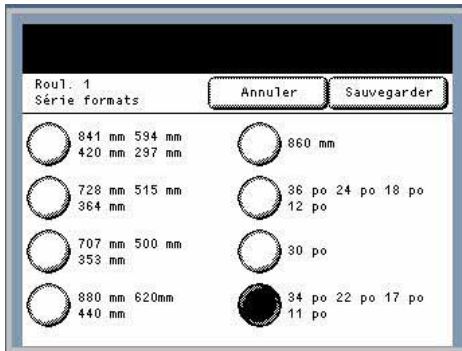 Roul. 1
Série formats
Annuler
Sauvegarder
841 mm 594 mm
420 mm 297 mm
728 mm 515 mm
364 mm
707 mm 500 mm
353 mm
880 mm 620mm
440 mm
860 mm
36 po 24 po 18 po
12 po
30 po
34 po 22 po 17 po
11 po